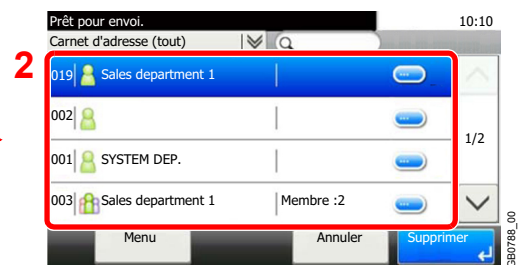 Prêt pour envoi. 10:10
Carnet d'adresse (tout)
2
019 Sales department 1
002
1/2
001 SYSTEM DEP.
003 Sales department 1 Membre :2
Menu Annuler Supprimer
GB0788_00